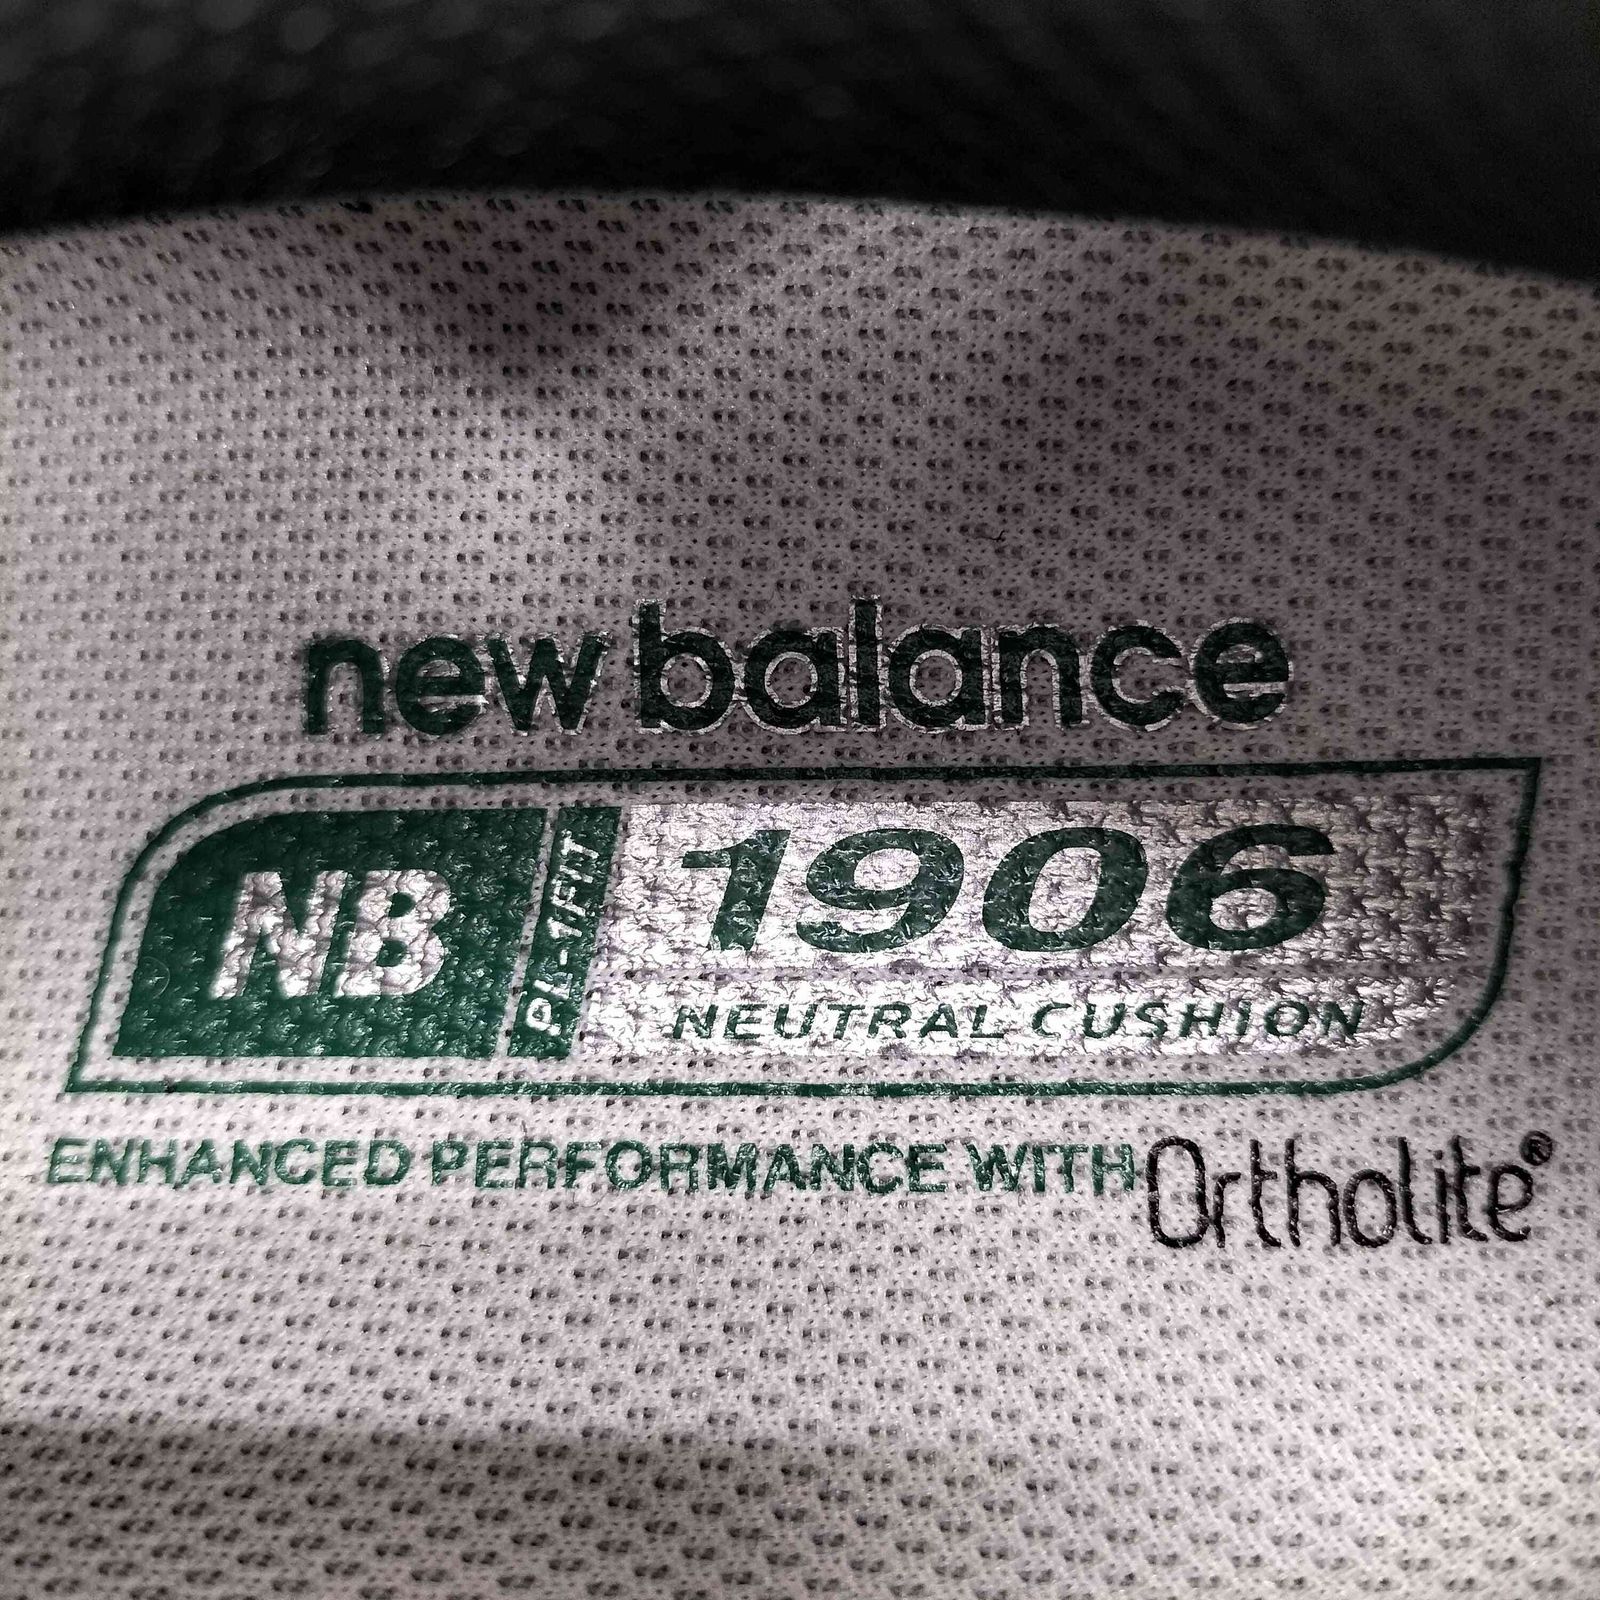 new balance
NB
PL-1/FIT
1906
NEUTRAL CUSHION
ENHANCED PERFORMANCE WITH Ortholite®